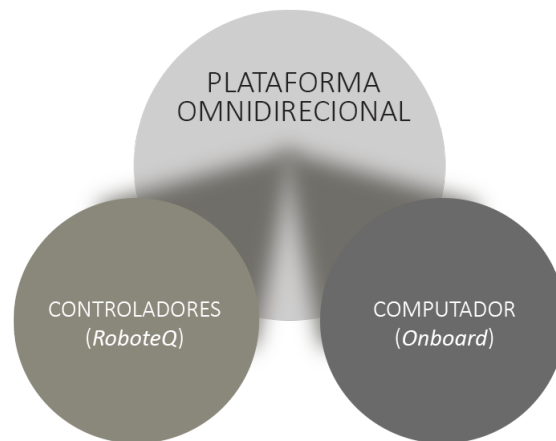 PLATAFORMA
OMNIDIRECIONAL
CONTROLADORES
(RoboteQ)
COMPUTADOR
(Onboard)